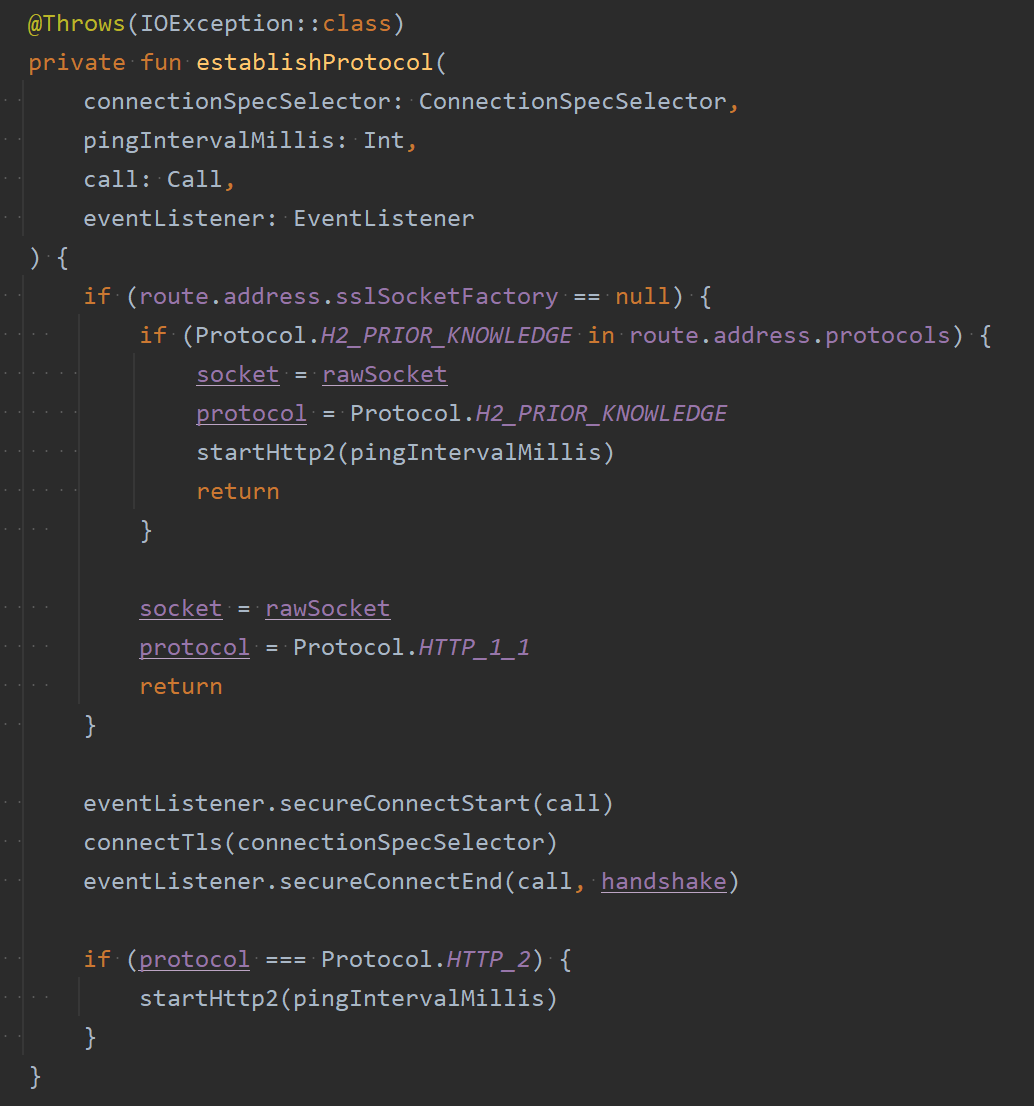 @Throws(IOException::class)
private fun establishProtocol(
    connectionSpecSelector: ConnectionSpecSelector,
    pingIntervalMillis: Int,
    call: Call,
    eventListener: EventListener
) {
    if (route.address.sslSocketFactory == null) {
        if (Protocol.H2_PRIOR_KNOWLEDGE in route.address.protocols) {
            socket = rawSocket
            protocol = Protocol.H2_PRIOR_KNOWLEDGE
            startHttp2(pingIntervalMillis)
            return
        }

        socket = rawSocket
        protocol = Protocol.HTTP_1_1
        return
    }

    eventListener.secureConnectStart(call)
    connectTls(connectionSpecSelector)
    eventListener.secureConnectEnd(call, handshake)

    if (protocol === Protocol.HTTP_2) {
        startHttp2(pingIntervalMillis)
    }
}